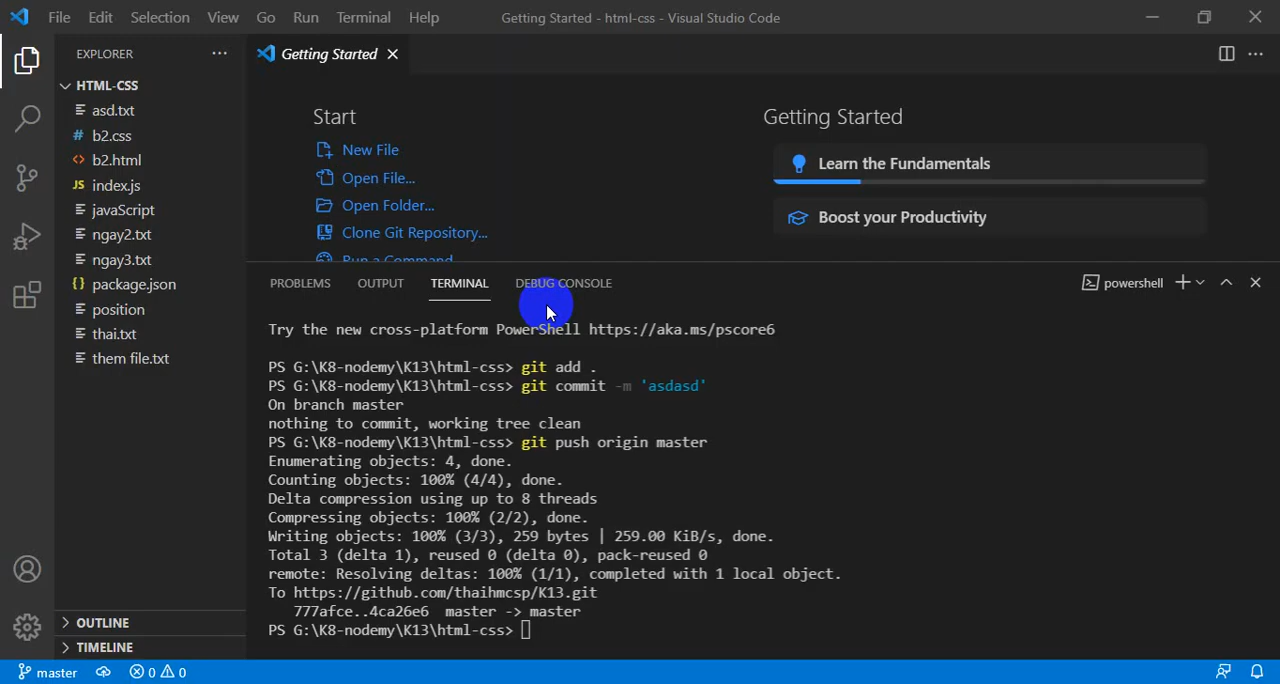 File Edit Selection View Go Run Terminal Help
Getting Started - html-css - Visual Studio Code
EXPLORER
Getting Started
HTML-CSS
asd.txt
b2.css
b2.html
JS index.js
javaScript
ngay2.txt
ngay3.txt
package.json
position
thai.txt
them file.txt
OUTLINE
TIMELINE
Start
New File
Open File...
Open Folder...
Clone Git Repository...
Run a Command
Getting Started
Learn the Fundamentals
Boost your Productivity
PROBLEMS OUTPUT TERMINAL DEBUG CONSOLE
powershell
Try the new cross-platform PowerShell https://aka.ms/pscore6
PS G:\K8-nodemy\K13\html-css> git add .
PS G:\K8-nodemy\K13\html-css> git commit -m 'asdasd'
On branch master
nothing to commit, working tree clean
PS G:\K8-nodemy\K13\html-css> git push origin master
Enumerating objects: 4, done.
Counting objects: 100% (4/4), done.
Delta compression using up to 8 threads
Compressing objects: 100% (2/2), done.
Writing objects: 100% (3/3), 259 bytes | 259.00 KiB/s, done.
Total 3 (delta 1), reused 0 (delta 0), pack-reused 0
remote: Resolving deltas: 100% (1/1), completed with 1 local object.
To https://github.com/thaihmcsp/K13.git
777afce..4ca26e6 master -> master
PS G:\K8-nodemy\K13\html-css>
master 0 0